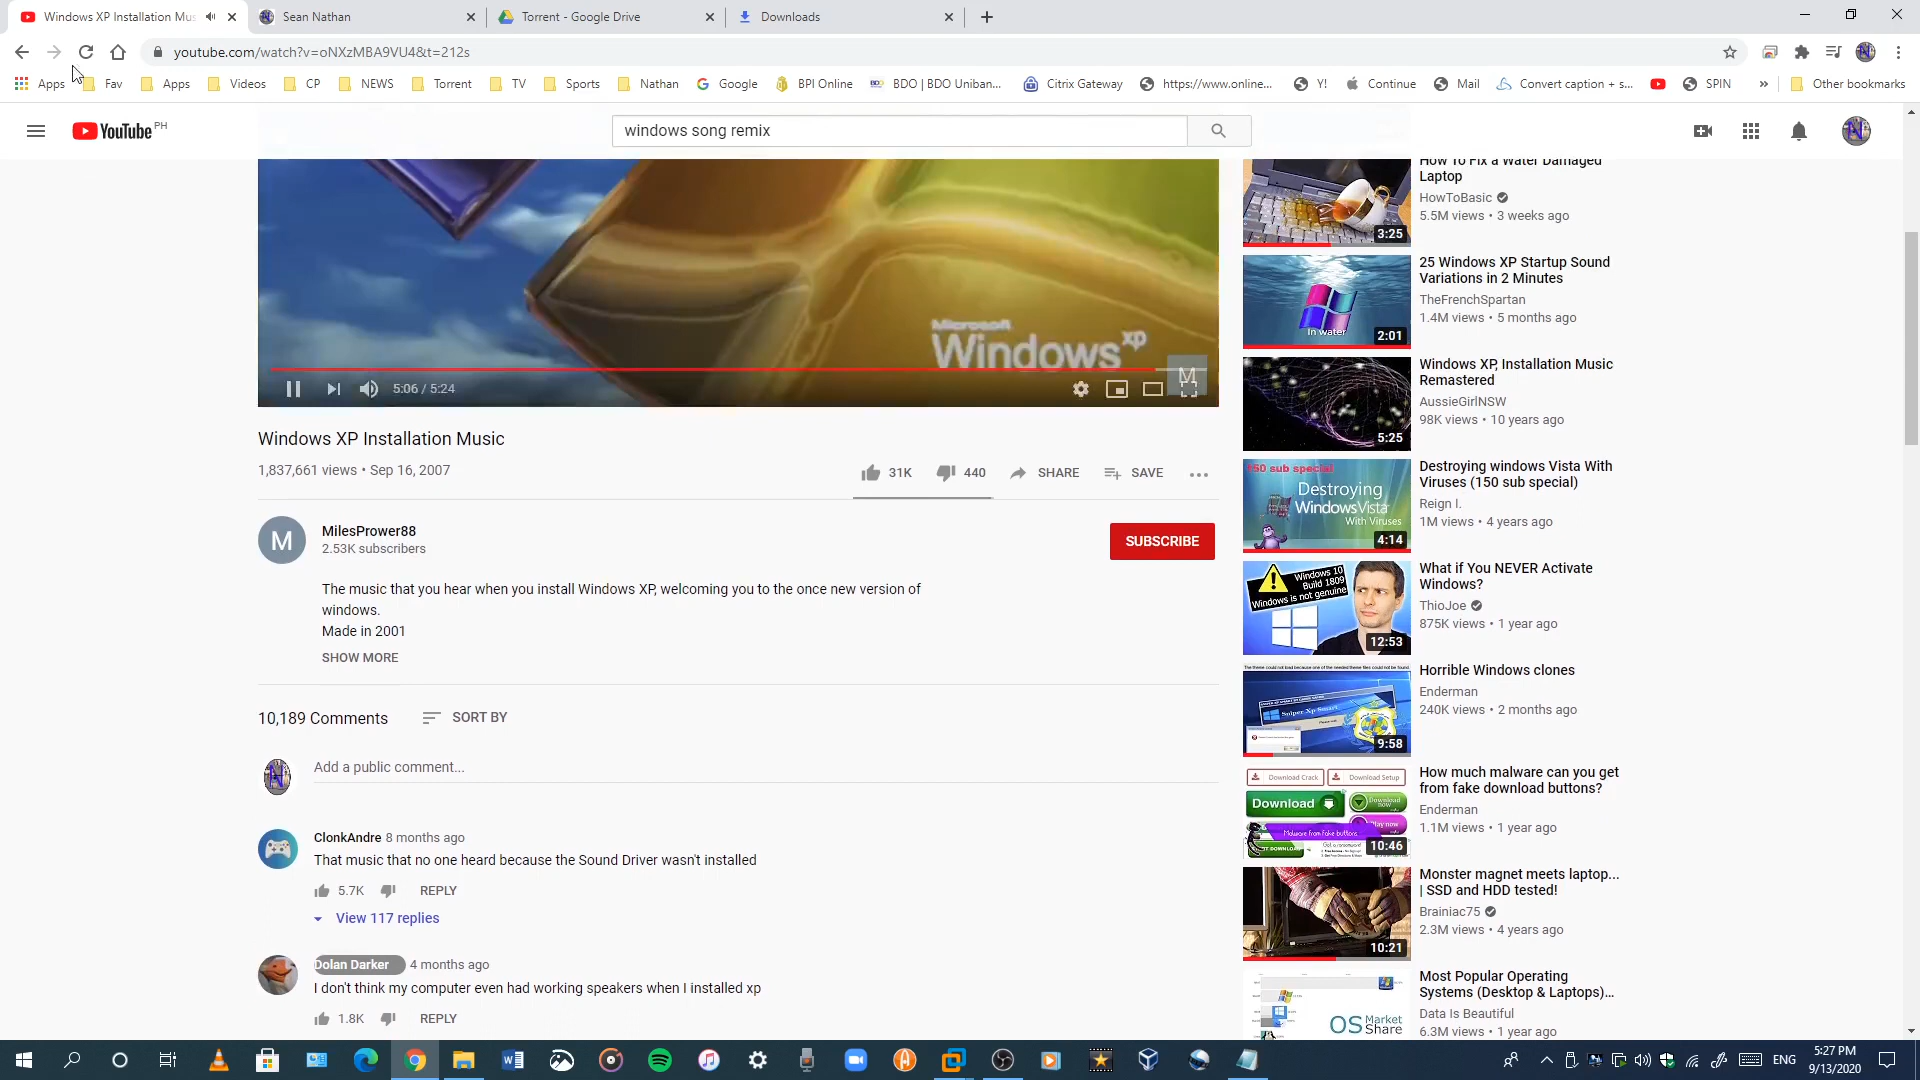 Windows XP Installation Mus
Sean Nathan
Torrent - Google Drive
Downloads
youtube.com/watch?v=oNXzMBA9VU4&t=212s
Apps
Fav
Apps
Videos
CP
NEWS
Torrent
TV
Sports
Nathan
Google
BPI Online
BDO | BDO Uniban...
Citrix Gateway
https://www.online...
Y!
Continue
Mail
Convert caption + s...
SPIN
»
Other bookmarks
YouTube PH
windows song remix
Microsoft
Windows xp
M
5:06 / 5:24
Windows XP Installation Music
1,837,661 views • Sep 16, 2007
31K
440
SHARE
SAVE
M
MilesPrower88
2.53K subscribers
SUBSCRIBE
The music that you hear when you install Windows XP, welcoming you to the once new version of
windows.
Made in 2001
SHOW MORE
10,189 Comments
SORT BY
Add a public comment...
ClonkAndre 8 months ago
That music that no one heard because the Sound Driver wasn't installed
5.7K
REPLY
View 117 replies
Dolan Darker 4 months ago
I don't think my computer even had working speakers when I installed xp
1.8K
REPLY
3:25
How To Fix a Water Damaged
Laptop
HowToBasic
5.5M views • 3 weeks ago
In water
2:01
25 Windows XP Startup Sound
Variations in 2 Minutes
TheFrenchSpartan
1.4M views • 5 months ago
5:25
Windows XP, Installation Music
Remastered
AussieGirlNSW
98K views • 10 years ago
150 sub special
Destroying
Windows Vista
With Viruses
4:14
Destroying windows Vista With
Viruses (150 sub special)
Reign I.
1M views • 4 years ago
Windows 10
Build 1809
Windows is not genuine
12:53
What if You NEVER Activate
Windows?
ThioJoe
875K views • 1 year ago
Sniper Xp Smart
9:58
Horrible Windows clones
Enderman
240K views • 2 months ago
Download Crack
Download Setup
Download
Download now
Play now
Malware from fake buttons
10:46
How much malware can you get
from fake download buttons?
Enderman
1.1M views • 1 year ago
10:21
Monster magnet meets laptop...
| SSD and HDD tested!
Brainiac75
2.3M views • 4 years ago
OS Market
Share
Most Popular Operating
Systems (Desktop & Laptops)...
Data Is Beautiful
6.3M views • 1 year ago
ENG
5:27 PM
9/13/2020